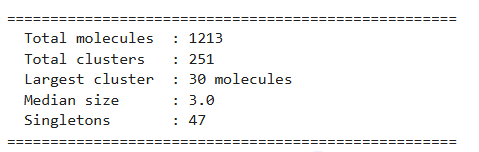 ====================================================
Total molecules  : 1213
Total clusters   : 251
Largest cluster  : 30 molecules
Median size      : 3.0
Singletons       : 47
====================================================